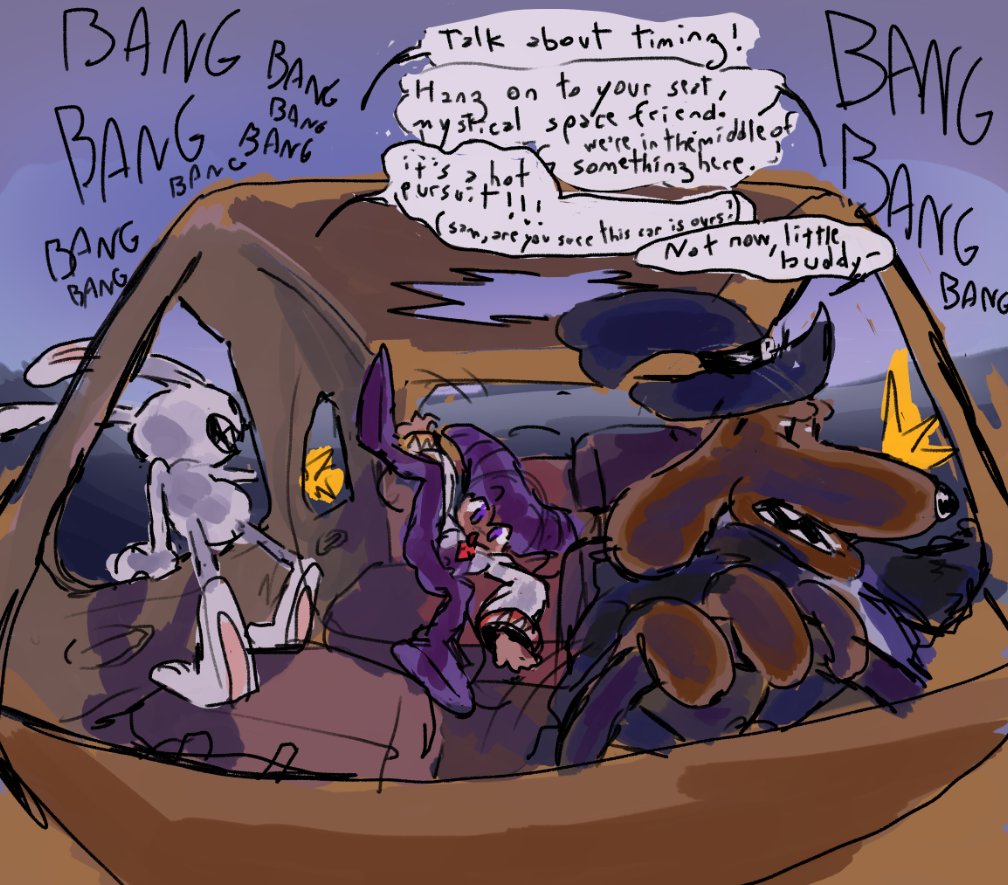 BANG
BANG
BANG
BANG
BANG
BANG
BANG
BANG
Talk about timing!
Hang on to your seat,
mystical space friend.
we're in the middle of
something here.
it's a hot
pursuit!!!
(sam, are you sure this car is ours?
Not now, little
buddy-
BANG
BANG
BANG